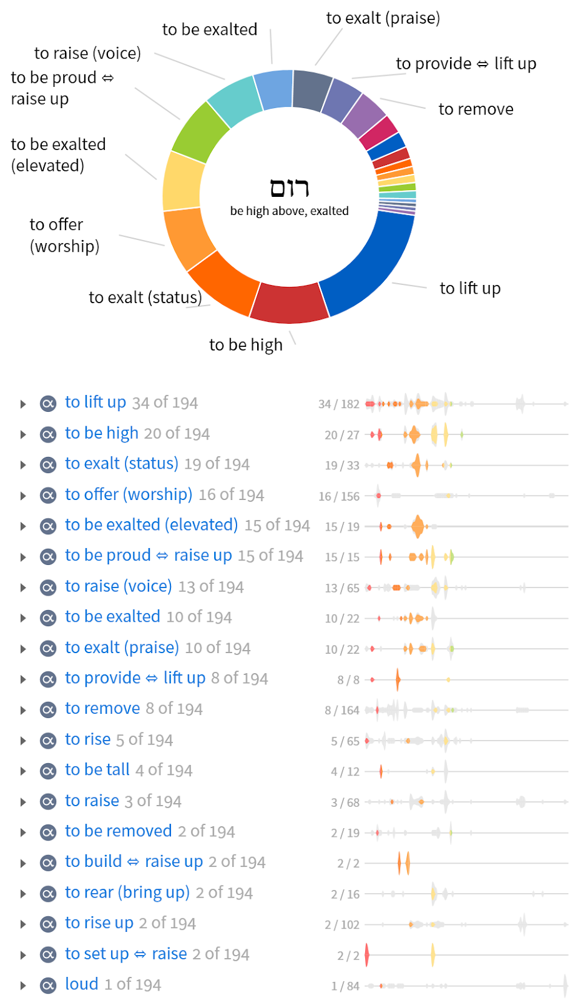 to exalt (praise)
to be exalted
to raise (voice)
to provide ⇔ lift up
to be proud ⇔
raise up
to remove
to be exalted
(elevated)
רום
be high above, exalted
to offer
(worship)
to lift up
to exalt (status)
to be high
to lift up 34 of 194 34 / 182
to be high 20 of 194 20 / 27
to exalt (status) 19 of 194 19 / 33
to offer (worship) 16 of 194 16 / 156
to be exalted (elevated) 15 of 194 15 / 19
to be proud ⇔ raise up 15 of 194 15 / 15
to raise (voice) 13 of 194 13 / 65
to be exalted 10 of 194 10 / 22
to exalt (praise) 10 of 194 10 / 22
to provide ⇔ lift up 8 of 194 8 / 8
to remove 8 of 194 8 / 164
to rise 5 of 194 5 / 65
to be tall 4 of 194 4 / 12
to raise 3 of 194 3 / 68
to be removed 2 of 194 2 / 19
to build ⇔ raise up 2 of 194 2 / 2
to rear (bring up) 2 of 194 2 / 16
to rise up 2 of 194 2 / 102
to set up ⇔ raise 2 of 194 2 / 2
loud 1 of 194 1 / 84